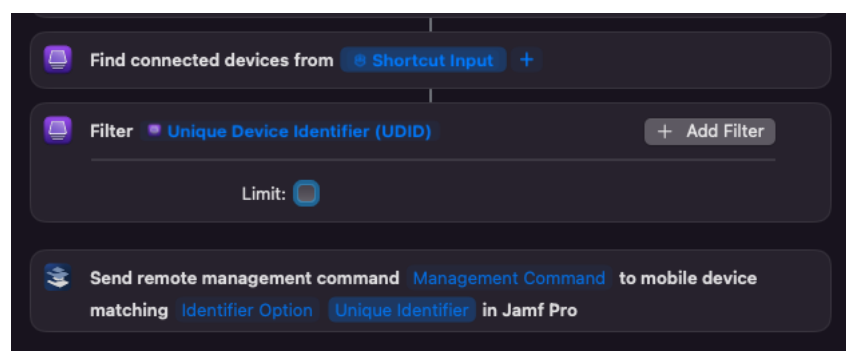 Find connected devices from Shortcut Input +
Filter Unique Device Identifier (UDID) + Add Filter
Limit:
Send remote management command Management Command to mobile device
matching Identifier Option Unique Identifier in Jamf Pro